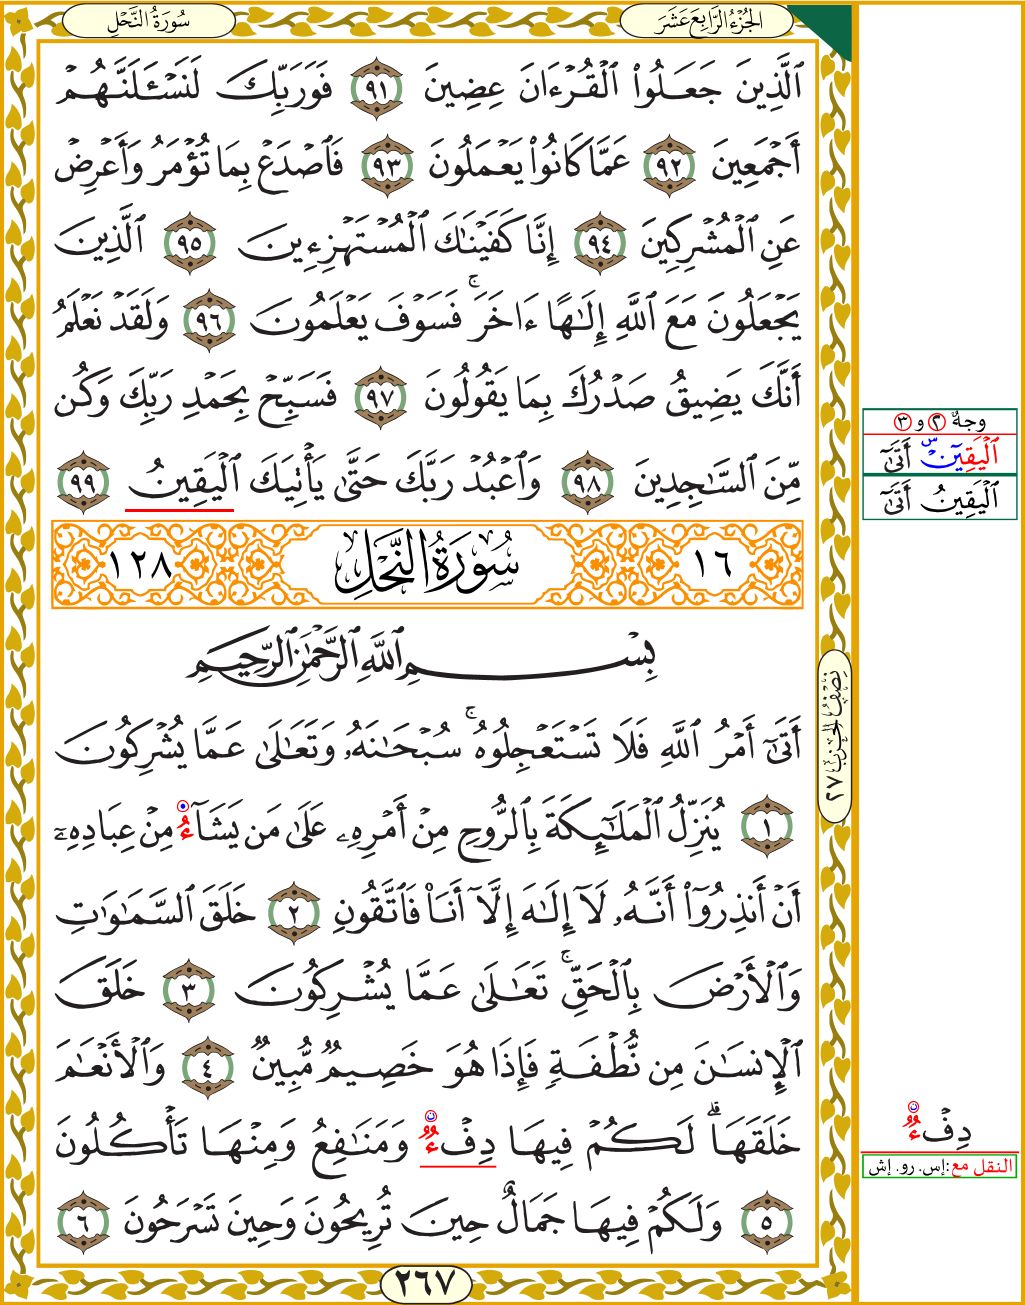 سُورَةُ النَّحْلِ
الجُزْءُ الرَّابِعَ عَشَرَ
ٱلَّذِينَ جَعَلُوا۟ ٱلْقُرْءَانَ عِضِينَ ٩١ فَوَرَبِّكَ لَنَسْـَٔلَنَّهُمْ
أَجْمَعِينَ ٩٢ عَمَّا كَانُوا۟ يَعْمَلُونَ ٩٣ فَٱصْدَعْ بِمَا تُؤْمَرُ وَأَعْرِضْ
عَنِ ٱلْمُشْرِكِينَ ٩٤ إِنَّا كَفَيْنَـٰكَ ٱلْمُسْتَهْزِءِينَ ٩٥ ٱلَّذِينَ
يَجْعَلُونَ مَعَ ٱللَّهِ إِلَـٰهًا ءَاخَرَ ۚ فَسَوْفَ يَعْلَمُونَ ٩٦ وَلَقَدْ نَعْلَمُ
أَنَّكَ يَضِيقُ صَدْرُكَ بِمَا يَقُولُونَ ٩٧ فَسَبِّحْ بِحَمْدِ رَبِّكَ وَكُن
مِّنَ ٱلسَّـٰجِدِينَ ٩٨ وَٱعْبُدْ رَبَّكَ حَتَّىٰ يَأْتِيَكَ ٱلْيَقِينُ ٩٩
١٦ سُورَةُ النَّحْلِ ١٢٨
بِسْمِ ٱللَّهِ ٱلرَّحْمَـٰنِ ٱلرَّحِيمِ
أَتَىٰٓ أَمْرُ ٱللَّهِ فَلَا تَسْتَعْجِلُوهُ ۚ سُبْحَـٰنَهُۥ وَتَعَـٰلَىٰ عَمَّا يُشْرِكُونَ
١ يُنَزِّلُ ٱلْمَلَـٰٓئِكَةَ بِٱلرُّوحِ مِنْ أَمْرِهِۦ عَلَىٰ مَن يَشَآءُ مِنْ عِبَادِهِۦٓ
أَنْ أَنذِرُوٓا۟ أَنَّهُۥ لَآ إِلَـٰهَ إِلَّآ أَنَا۠ فَٱتَّقُونِ ٢ خَلَقَ ٱلسَّمَـٰوَٰتِ
وَٱلْأَرْضَ بِٱلْحَقِّ ۚ تَعَـٰلَىٰ عَمَّا يُشْرِكُونَ ٣ خَلَقَ
ٱلْإِنسَـٰنَ مِن نُّطْفَةٍ فَإِذَا هُوَ خَصِيمٌ مُّبِينٌ ٤ وَٱلْأَنْعَـٰمَ
خَلَقَهَا ۗ لَكُمْ فِيهَا دِفْءٌ وَمَنَـٰفِعُ وَمِنْهَا تَأْكُلُونَ
٥ وَلَكُمْ فِيهَا جَمَالٌ حِينَ تُرِيحُونَ وَحِينَ تَسْرَحُونَ ٦
٢٦٧
نِصْفُ الحِزْبِ ٢٧
وجهٌ ٢ و ٣
ٱلْيَقِينُ ۜ أَتَىٰٓ
ٱلْيَقِينُ أَتَىٰٓ
دِفْءٌ
النقل مع: إس. رو. إش